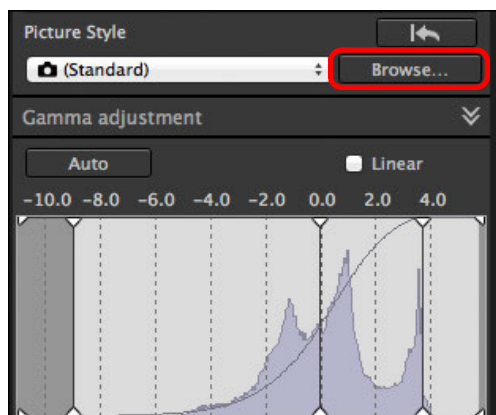 Picture Style
(Standard) Browse...
Gamma adjustment
Auto Linear
-10.0 -8.0 -6.0 -4.0 -2.0 0.0 2.0 4.0